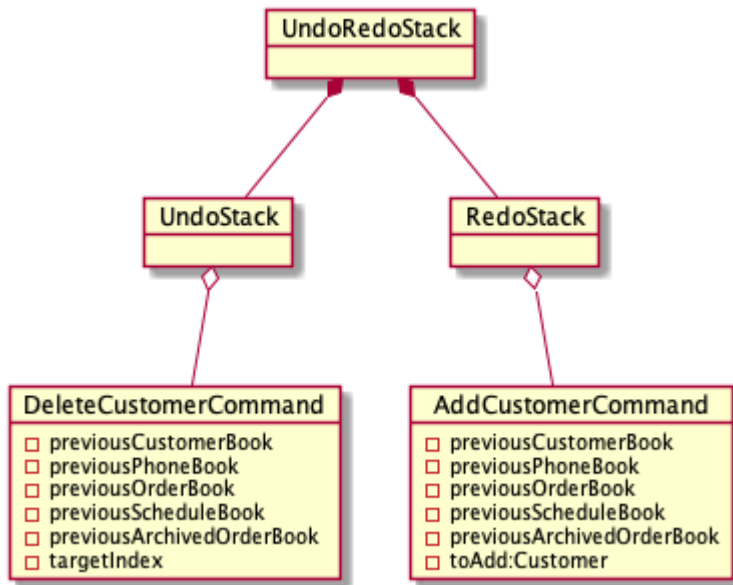 UndoRedoStack
UndoStack
RedoStack
DeleteCustomerCommand
previousCustomerBook
previousPhoneBook
previousOrderBook
previousScheduleBook
previousArchivedOrderBook
targetIndex
AddCustomerCommand
previousCustomerBook
previousPhoneBook
previousOrderBook
previousScheduleBook
previousArchivedOrderBook
toAdd:Customer